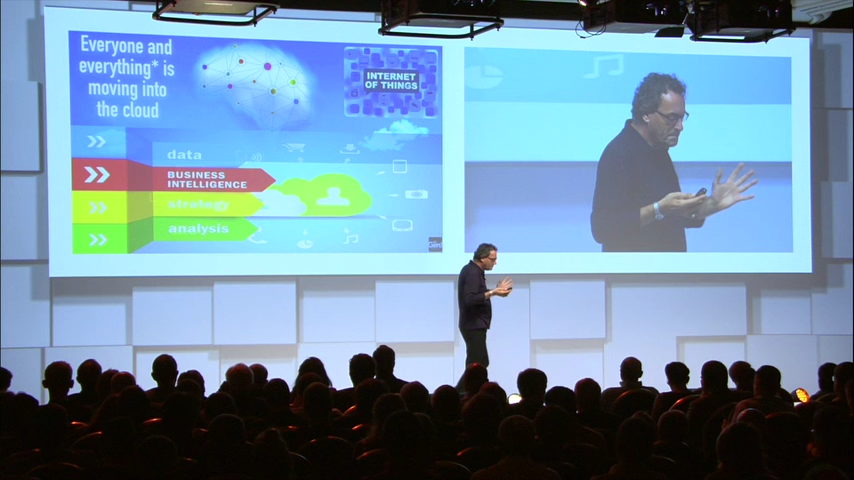 Everyone and
everything* is
moving into
the cloud
INTERNET
OF THINGS
data
BUSINESS
INTELLIGENCE
strategy
analysis